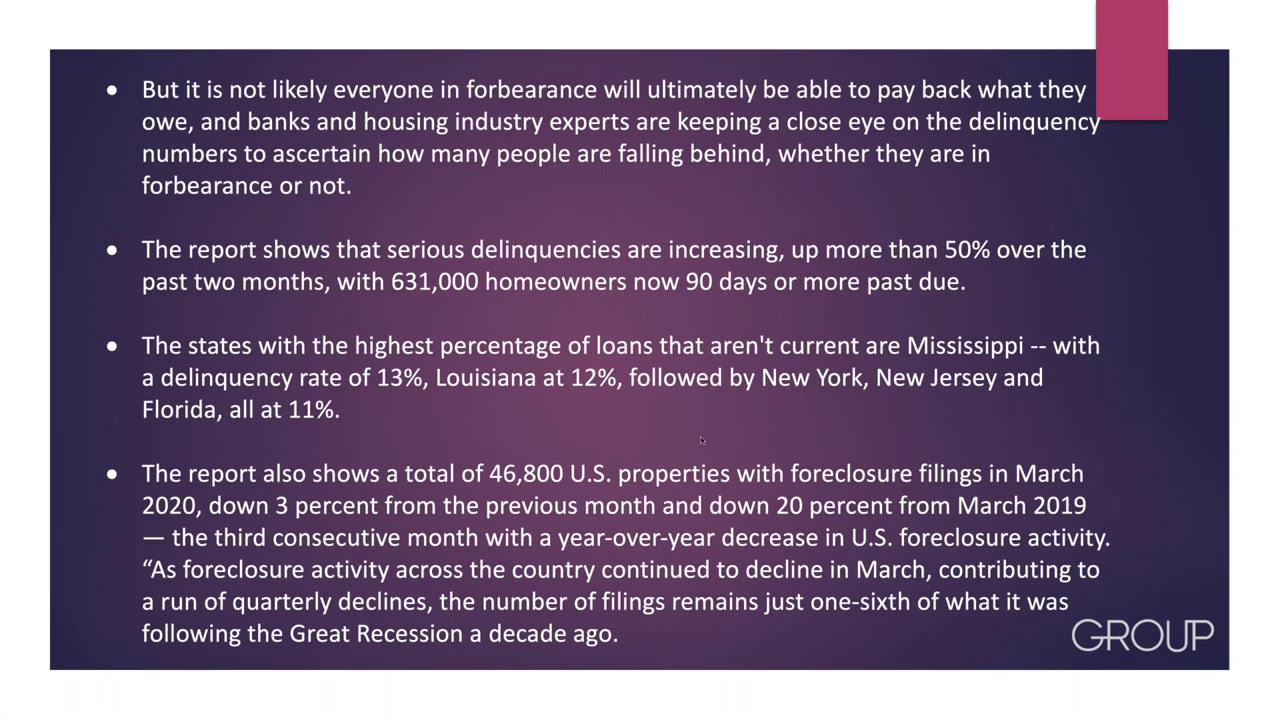 • But it is not likely everyone in forbearance will ultimately be able to pay back what they
owe, and banks and housing industry experts are keeping a close eye on the delinquency
numbers to ascertain how many people are falling behind, whether they are in
forbearance or not.
• The report shows that serious delinquencies are increasing, up more than 50% over the
past two months, with 631,000 homeowners now 90 days or more past due.
• The states with the highest percentage of loans that aren't current are Mississippi -- with
a delinquency rate of 13%, Louisiana at 12%, followed by New York, New Jersey and
Florida, all at 11%.
• The report also shows a total of 46,800 U.S. properties with foreclosure filings in March
2020, down 3 percent from the previous month and down 20 percent from March 2019
— the third consecutive month with a year-over-year decrease in U.S. foreclosure activity.
“As foreclosure activity across the country continued to decline in March, contributing to
a run of quarterly declines, the number of filings remains just one-sixth of what it was
following the Great Recession a decade ago.
GROUP